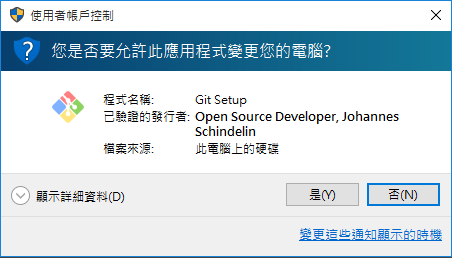 使用者帳戶控制
您是否要允許此應用程式變更您的電腦?
程式名稱: Git Setup
已驗證的發行者: Open Source Developer, Johannes
Schindelin
檔案來源: 此電腦上的硬碟
顯示詳細資料(D)
是(Y)
否(N)
變更這些通知顯示的時機